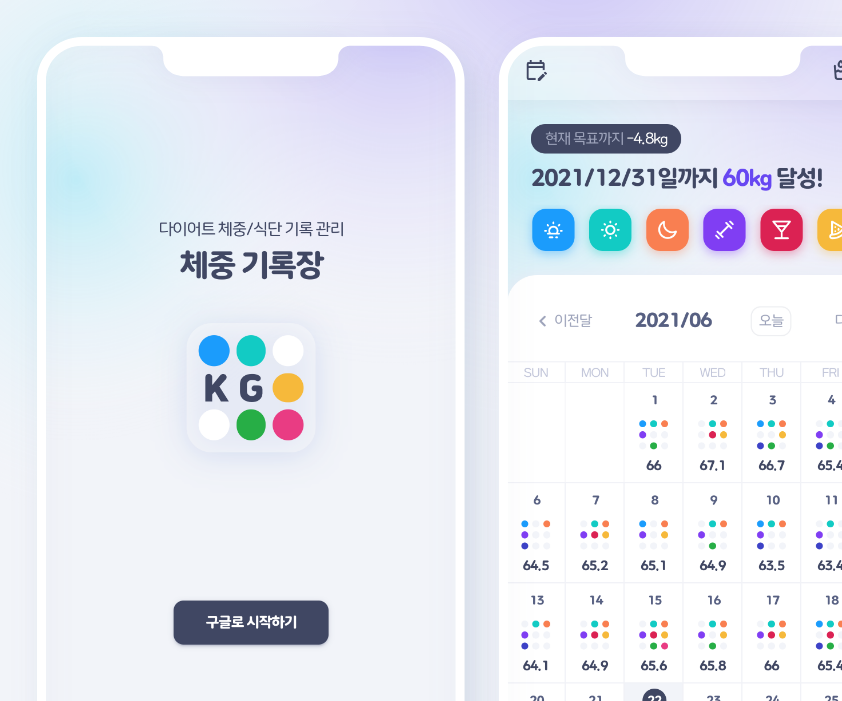 다이어트 체중/식단 기록 관리
체중 기록장
K G
구글로 시작하기
현재 목표까지 -4.8kg
2021/12/31일까지 60kg 달성!
이전달 2021/06 오늘
SUN MON TUE WED THU FRI
1 2 3 4
66 67.1 66.7 65.4
6 7 8 9 10 11
64.5 65.2 65.1 64.9 63.5 63.4
13 14 15 16 17 18
64.1 64.9 65.6 65.8 66 65.4
20 21 22 23 24 25